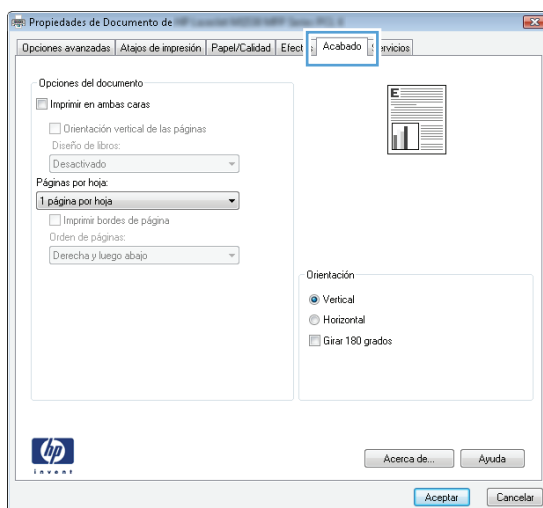 Propiedades de Documento de
Opciones avanzadas Atajos de impresión Papel/Calidad Acabado
Opciones del documento
Imprimir en ambas caras
Orientación vertical de las páginas
Diseño de libros:
Desactivado
Páginas por hoja:
1 página por hoja
Imprimir bordes de página
Orden de páginas:
Derecha y luego abajo
E
Orientación
Vertical
Horizontal
Girar 180 grados
hp
invent
Acerca de... Ayuda
Aceptar Cancelar